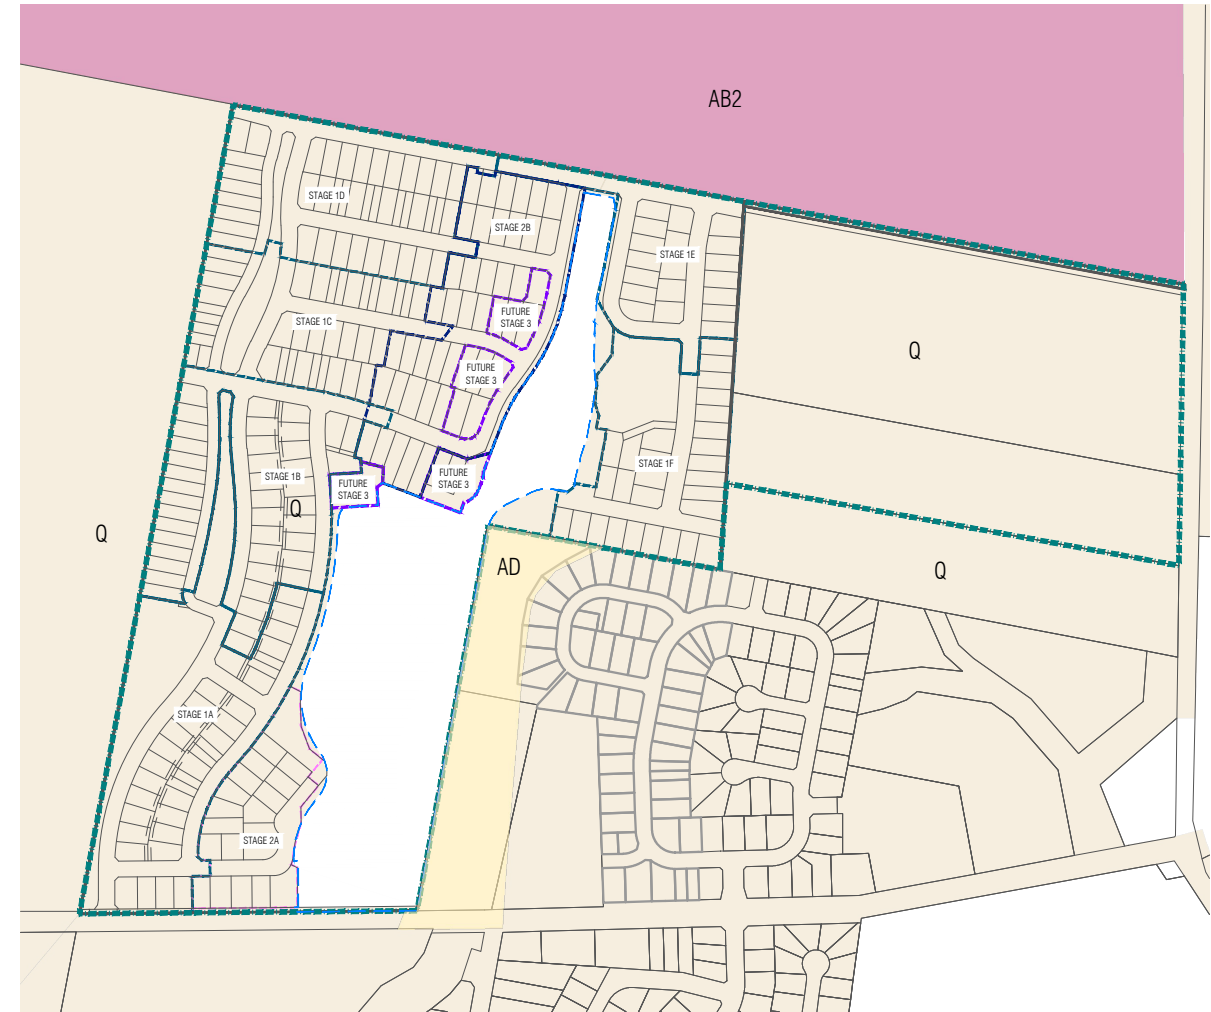 AB2
STAGE 1D
STAGE 2B
STAGE 1E
FUTURE
STAGE 3
STAGE 1C
Q
FUTURE
STAGE 3
STAGE 1F
STAGE 1B
FUTURE
STAGE 3
FUTURE
STAGE 3
Q
Q
AD
Q
STAGE 1A
STAGE 2A